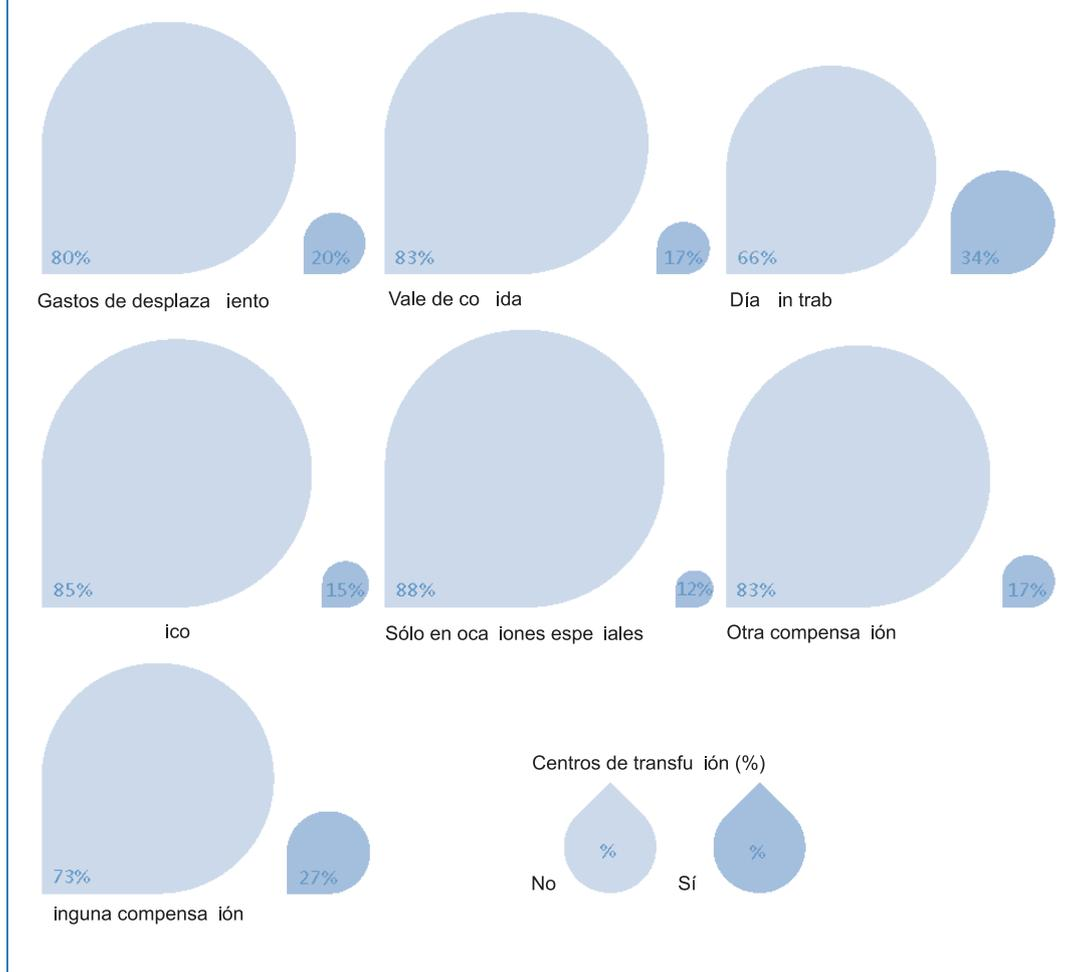 80% 20% 83% 17% 66% 34%
Gastos de desplaza iento Vale de co ida Día in trab
85% 15% 88% 12% 83% 17%
ico Sólo en oca iones espe iales Otra compensa ión
Centros de transfu ión (%)
% %
73% 27% No Sí
inguna compensa ión